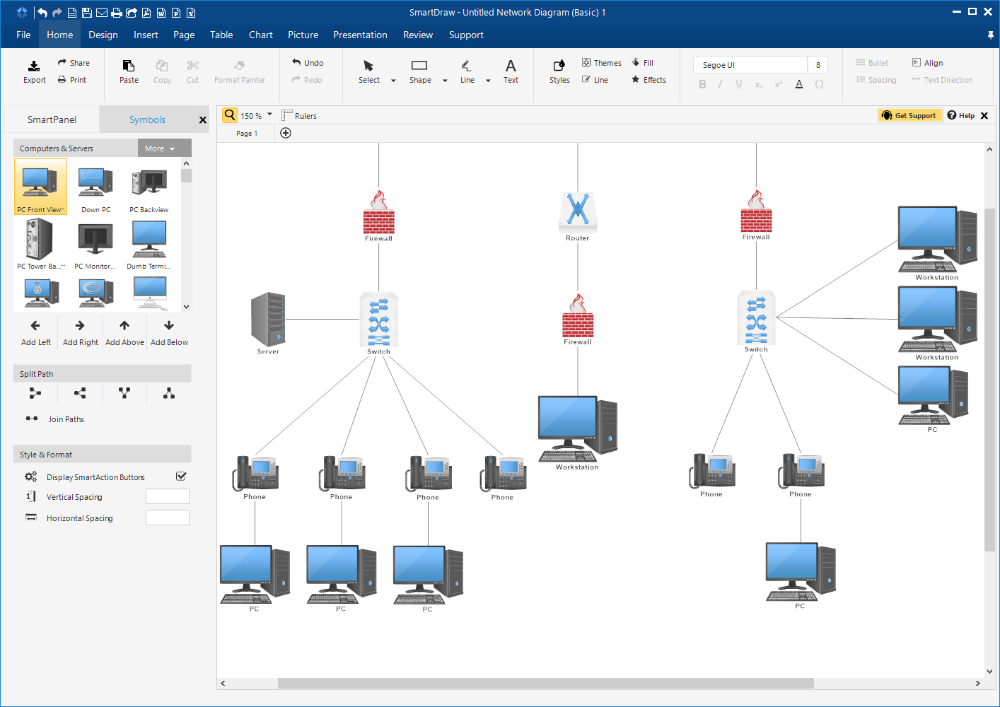 SmartDraw - Untitled Network Diagram (Basic) 1
File Home Design Insert Page Table Chart Picture Presentation Review Support
Export Share Print
Paste Copy Cut Format Painter
Undo Redo
Select Shape Line Text
Styles Themes Line Fill Effects
Segoe UI 8
B I U x₂ x² A Ω
Bullet Spacing Align Text Direction
SmartPanel Symbols
150 % Rulers
Get Support Help
Page 1
Computers & Servers More
PC Front View.. Down PC PC Backview
PC Tower Ba... PC Monitor... Dumb Termi...
Add Left Add Right Add Above Add Below
Split Path
Join Paths
Style & Format
Display SmartAction Buttons
Vertical Spacing
Horizontal Spacing
Firewall Router Firewall
Workstation
Server Switch Firewall Switch
Workstation
PC
Workstation
Phone Phone Phone Phone Phone Phone
PC PC PC PC